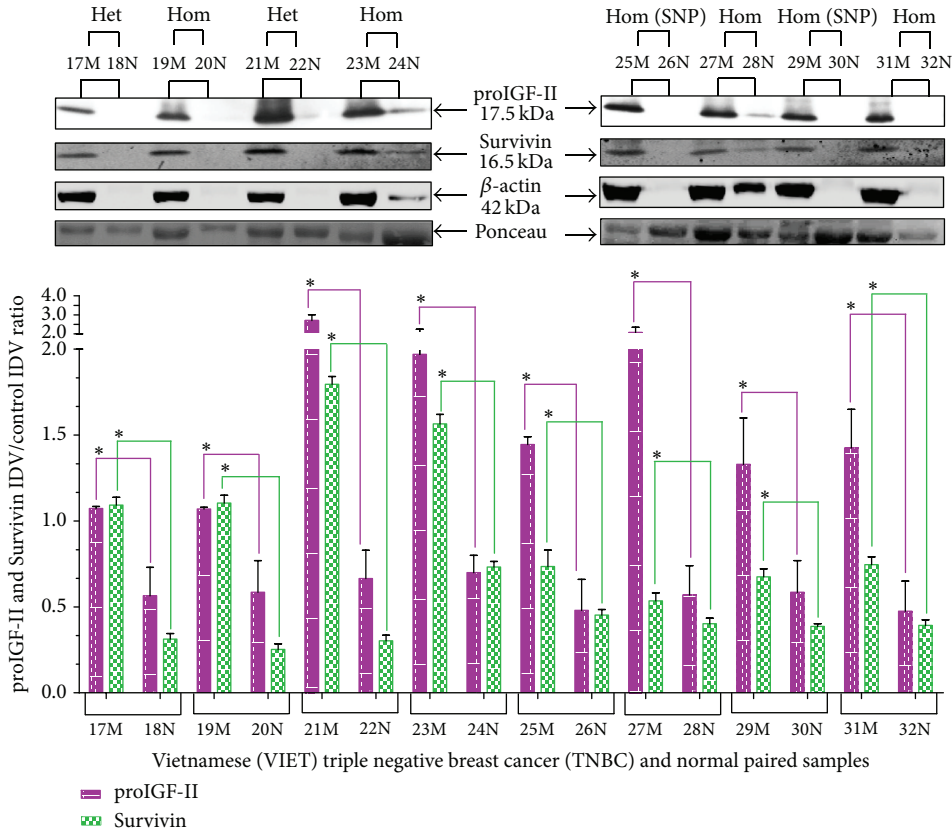 Het Hom Het Hom Hom (SNP) Hom Hom (SNP) Hom
17M 18N 19M 20N 21M 22N 23M 24N 25M 26N 27M 28N 29M 30N 31M 32N
proIGF-II
17.5 kDa
Survivin
16.5 kDa
β-actin
42 kDa
Ponceau
proIGF-II and Survivin IDV/control IDV ratio
4.0
3.0
2.0
2.0
1.5
1.0
0.5
0.0
* * * * * * * * * * * * * * * *
17M 18N 19M 20N 21M 22N 23M 24N 25M 26N 27M 28N 29M 30N 31M 32N
Vietnamese (VIET) triple negative breast cancer (TNBC) and normal paired samples
proIGF-II
Survivin